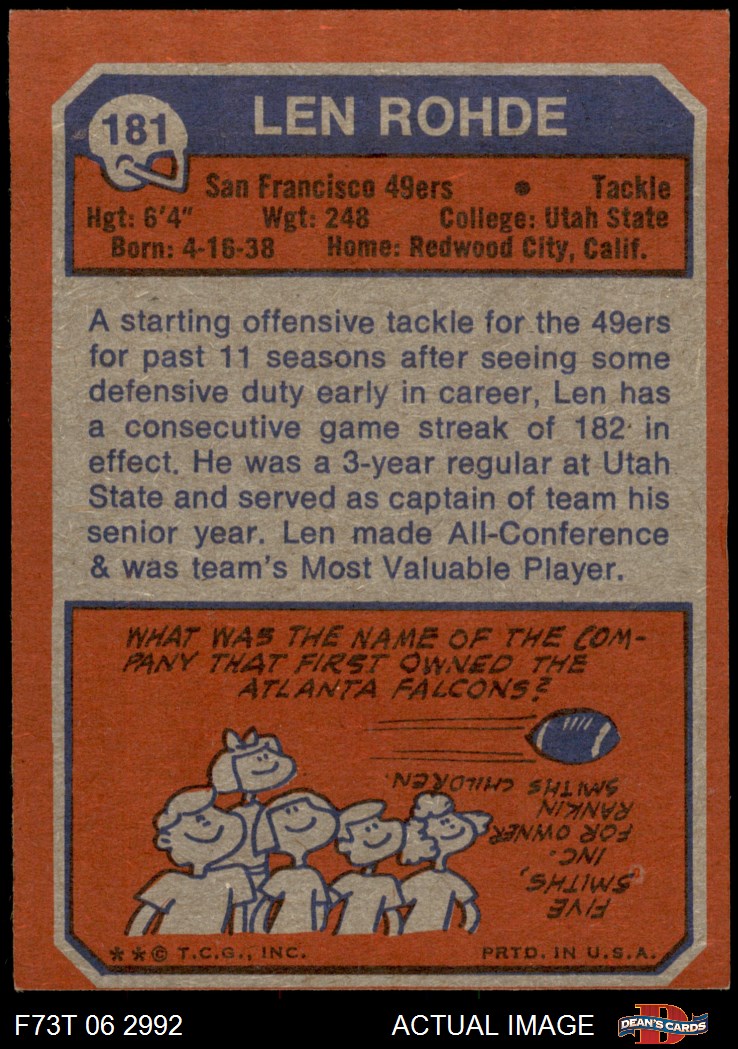 181
LEN ROHDE
San Francisco 49ers • Tackle
Hgt: 6'4" Wgt: 248 College: Utah State
Born: 4-16-38 Home: Redwood City, Calif.
A starting offensive tackle for the 49ers
for past 11 seasons after seeing some
defensive duty early in career, Len has
a consecutive game streak of 182 in
effect. He was a 3-year regular at Utah
State and served as captain of team his
senior year. Len made All-Conference
& was team's Most Valuable Player.
WHAT WAS THE NAME OF THE COM-
PANY THAT FIRST OWNED THE
ATLANTA FALCONS?
FIVE
SMITHS,
INC.
FOR OWNER
RANKIN
SMITHS CHILDREN.
**© T.C.G., INC. PRTD. IN U.S.A.
F73T 06 2992 ACTUAL IMAGE D DEAN'S CARDS